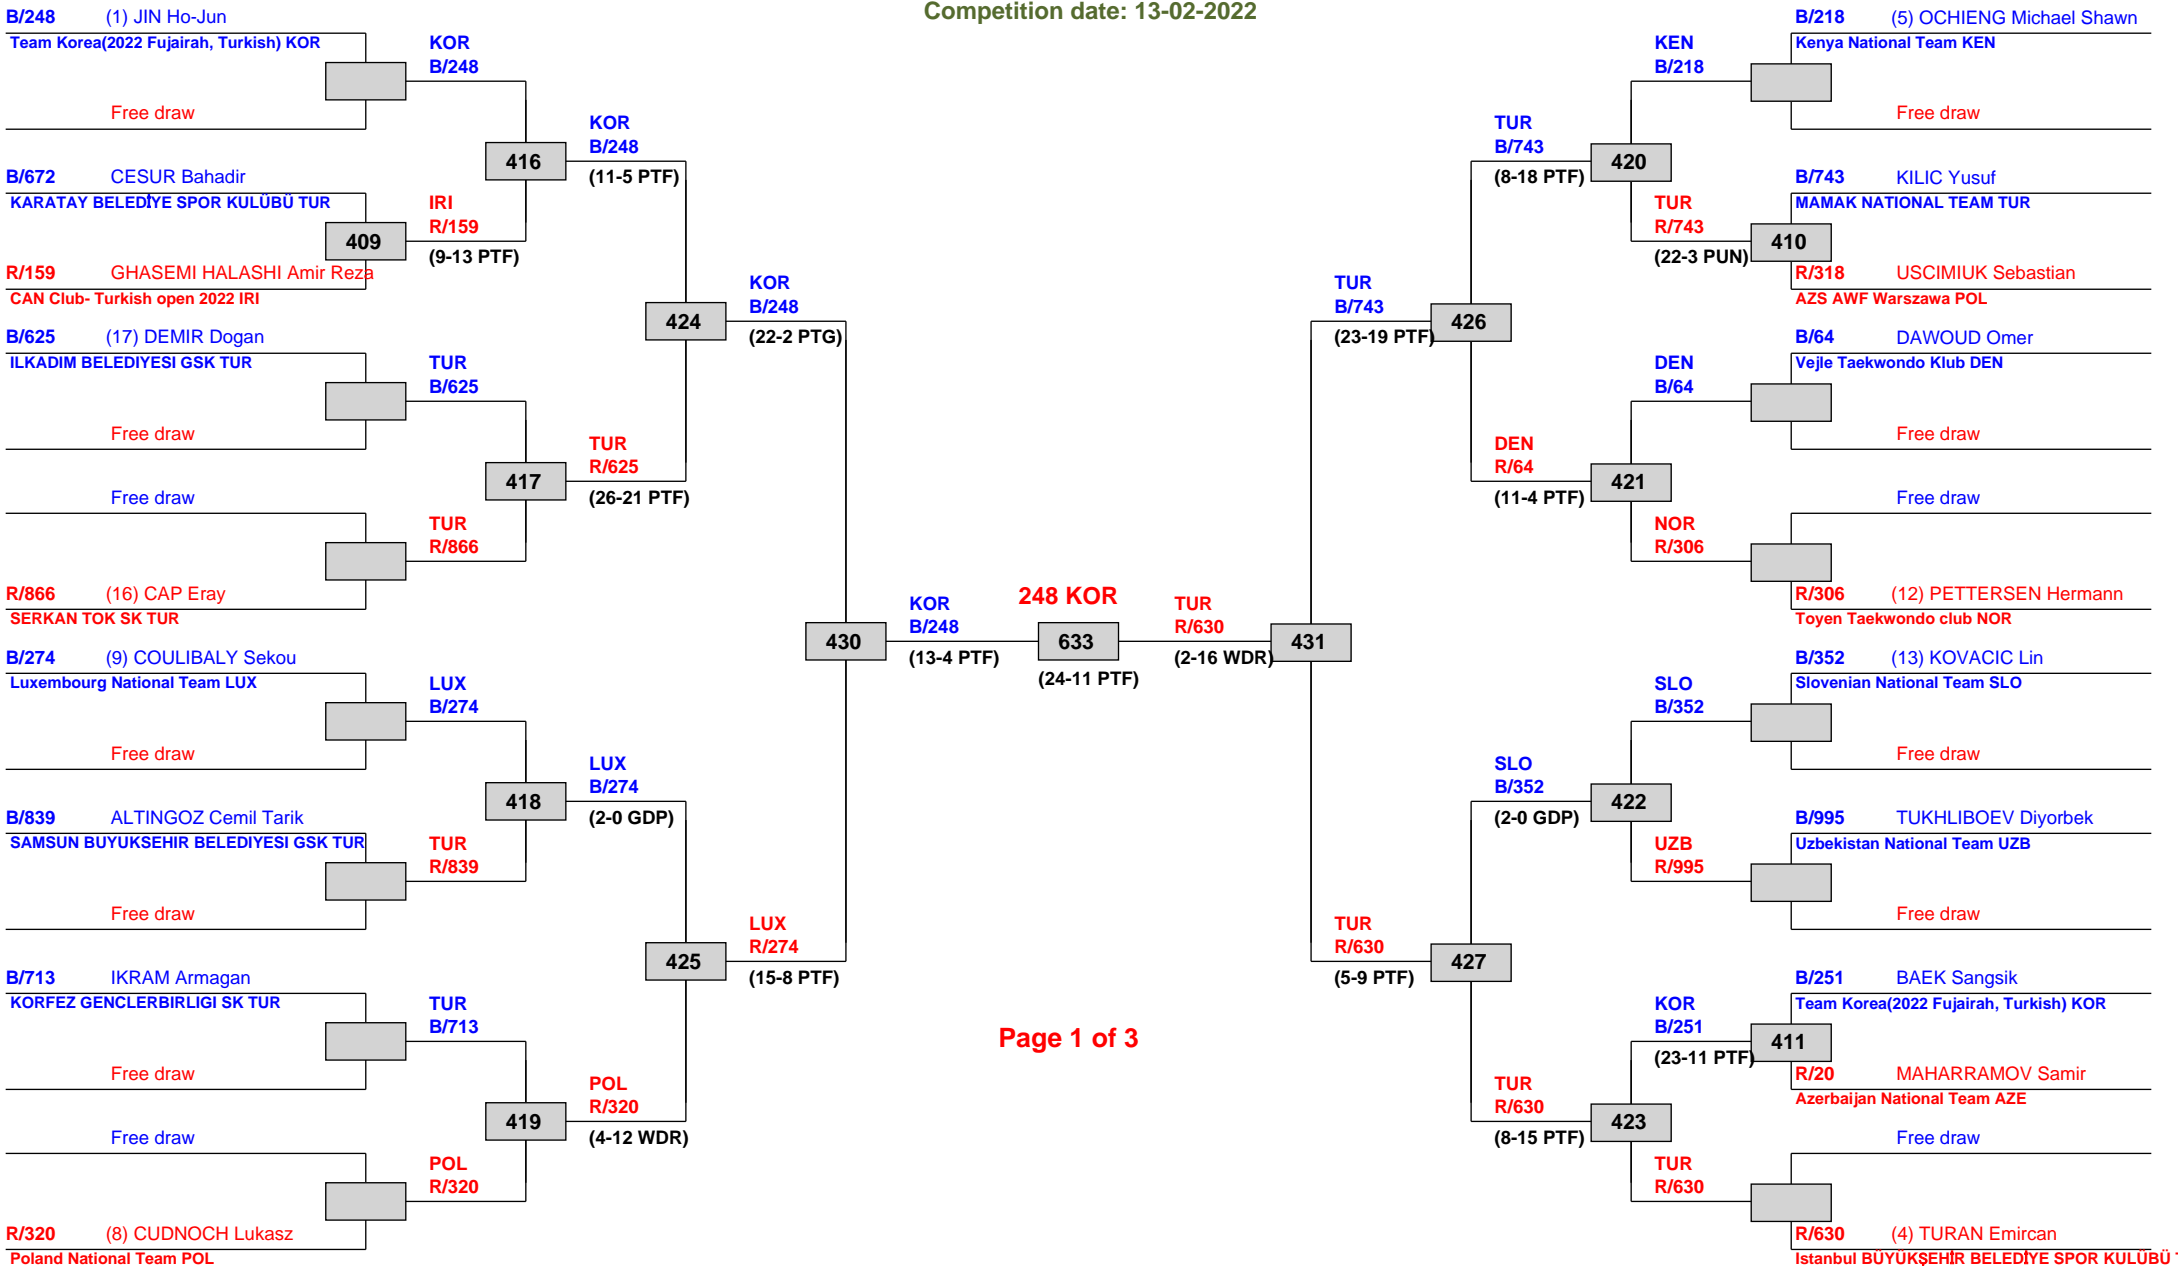 Competition date: 13-02-2022
B/248 (1) JIN Ho-Jun
Team Korea(2022 Fujairah, Turkish) KOR
Free draw
B/672 CESUR Bahadir
KARATAY BELEDİYE SPOR KULÜBÜ TUR
409
R/159 GHASEMI HALASHI Amir Reza
CAN Club- Turkish open 2022 IRI
B/625 (17) DEMIR Dogan
ILKADIM BELEDIYESI GSK TUR
Free draw
Free draw
R/866 (16) CAP Eray
SERKAN TOK SK TUR
B/274 (9) COULIBALY Sekou
Luxembourg National Team LUX
Free draw
B/839 ALTINGOZ Cemil Tarik
SAMSUN BUYUKSEHIR BELEDIYESI GSK TUR
Free draw
B/713 IKRAM Armagan
KORFEZ GENCLERBIRLIGI SK TUR
Free draw
Free draw
R/320 (8) CUDNOCH Lukasz
Poland National Team POL
KOR
B/248
416
IRI
R/159
(9-13 PTF)
TUR
B/625
417
TUR
R/866
LUX
B/274
418
TUR
R/839
TUR
B/713
419
POL
R/320
KOR
B/248
(11-5 PTF)
424
TUR
R/625
(26-21 PTF)
LUX
B/274
(2-0 GDP)
425
POL
R/320
(4-12 WDR)
KOR
B/248
(22-2 PTG)
430
LUX
R/274
(15-8 PTF)
KOR
B/248
(13-4 PTF)
248 KOR
633
(24-11 PTF)
Page 1 of 3
TUR
R/630
(2-16 WDR)
431
TUR
B/743
(23-19 PTF)
426
TUR
R/630
(5-9 PTF)
427
TUR
B/743
(8-18 PTF)
420
DEN
R/64
(11-4 PTF)
421
SLO
B/352
(2-0 GDP)
422
TUR
R/630
(8-15 PTF)
423
KEN
B/218
TUR
R/743
(22-3 PUN)
410
DEN
B/64
NOR
R/306
SLO
B/352
UZB
R/995
KOR
B/251
(23-11 PTF)
411
TUR
R/630
B/218 (5) OCHIENG Michael Shawn
Kenya National Team KEN
Free draw
B/743 KILIC Yusuf
MAMAK NATIONAL TEAM TUR
R/318 USCIMIUK Sebastian
AZS AWF Warszawa POL
B/64 DAWOUD Omer
Vejle Taekwondo Klub DEN
Free draw
Free draw
R/306 (12) PETTERSEN Hermann
Toyen Taekwondo club NOR
B/352 (13) KOVACIC Lin
Slovenian National Team SLO
Free draw
B/995 TUKHLIBOEV Diyorbek
Uzbekistan National Team UZB
Free draw
B/251 BAEK Sangsik
Team Korea(2022 Fujairah, Turkish) KOR
R/20 MAHARRAMOV Samir
Azerbaijan National Team AZE
Free draw
R/630 (4) TURAN Emircan
Istanbul BÜYÜKŞEHİR BELEDİYE SPOR KULÜBÜ